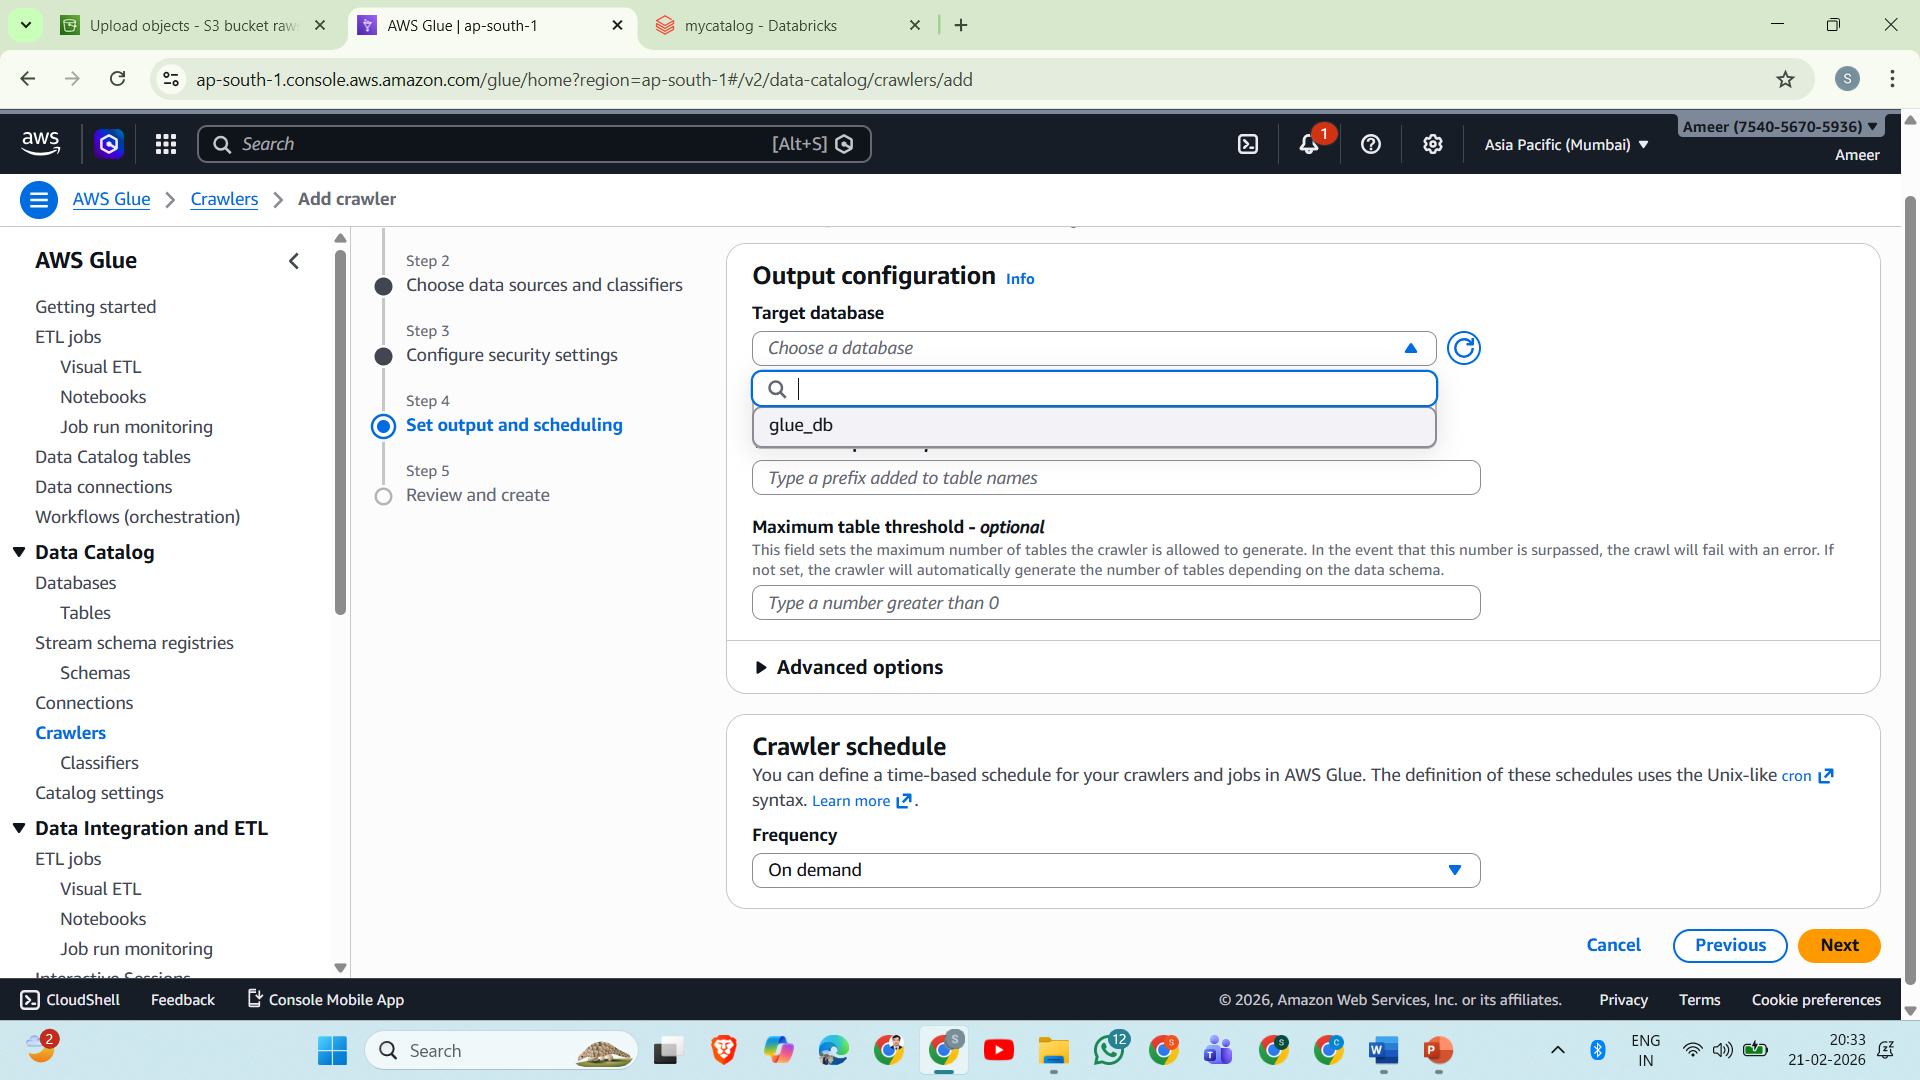 Upload objects - S3 bucket raw
AWS Glue | ap-south-1
mycatalog - Databricks
ap-south-1.console.aws.amazon.com/glue/home?region=ap-south-1#/v2/data-catalog/crawlers/add
S
aws
Search
[Alt+S]
1
Asia Pacific (Mumbai)
Ameer (7540-5670-5936)
Ameer
AWS Glue
Crawlers
Add crawler
AWS Glue
Getting started
ETL jobs
Visual ETL
Notebooks
Job run monitoring
Data Catalog tables
Data connections
Workflows (orchestration)
Data Catalog
Databases
Tables
Stream schema registries
Schemas
Connections
Crawlers
Classifiers
Catalog settings
Data Integration and ETL
ETL jobs
Visual ETL
Notebooks
Job run monitoring
Interactive Sessions
Step 2
Choose data sources and classifiers
Step 3
Configure security settings
Step 4
Set output and scheduling
Step 5
Review and create
Output configuration Info
Target database
Choose a database
glue_db
Type a prefix added to table names
Maximum table threshold - optional
This field sets the maximum number of tables the crawler is allowed to generate. In the event that this number is surpassed, the crawl will fail with an error. If
not set, the crawler will automatically generate the number of tables depending on the data schema.
Type a number greater than 0
Advanced options
Crawler schedule
You can define a time-based schedule for your crawlers and jobs in AWS Glue. The definition of these schedules uses the Unix-like cron
syntax. Learn more .
Frequency
On demand
Cancel
Previous
Next
CloudShell
Feedback
Console Mobile App
© 2026, Amazon Web Services, Inc. or its affiliates.
Privacy
Terms
Cookie preferences
2
Search
S
12
S
T
S
C
W
P
ENG
IN
20:33
21-02-2026